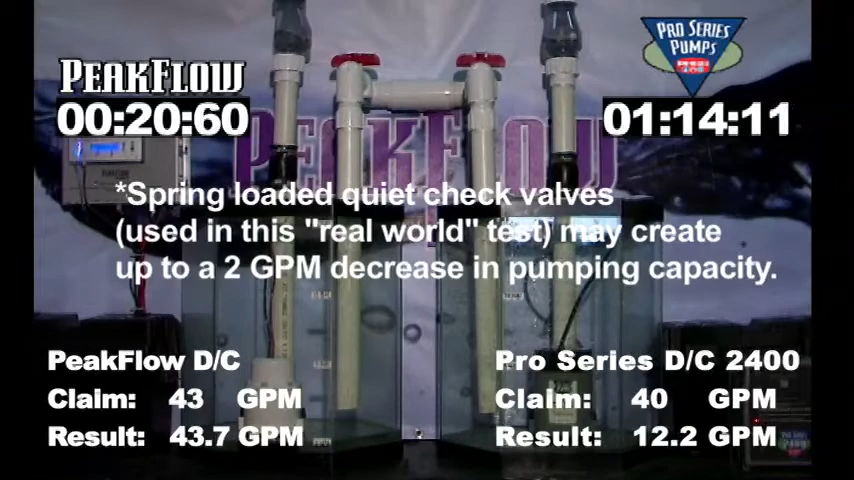 PEAKFLOW
00:20:60
PRO SERIES
PUMPS
01:14:11
PEAKFLOW
*Spring loaded quiet check valves
(used in this "real world" test) may create
up to a 2 GPM decrease in pumping capacity.
PeakFlow D/C
Claim: 43 GPM
Result: 43.7 GPM
Pro Series D/C 2400
Claim: 40 GPM
Result: 12.2 GPM